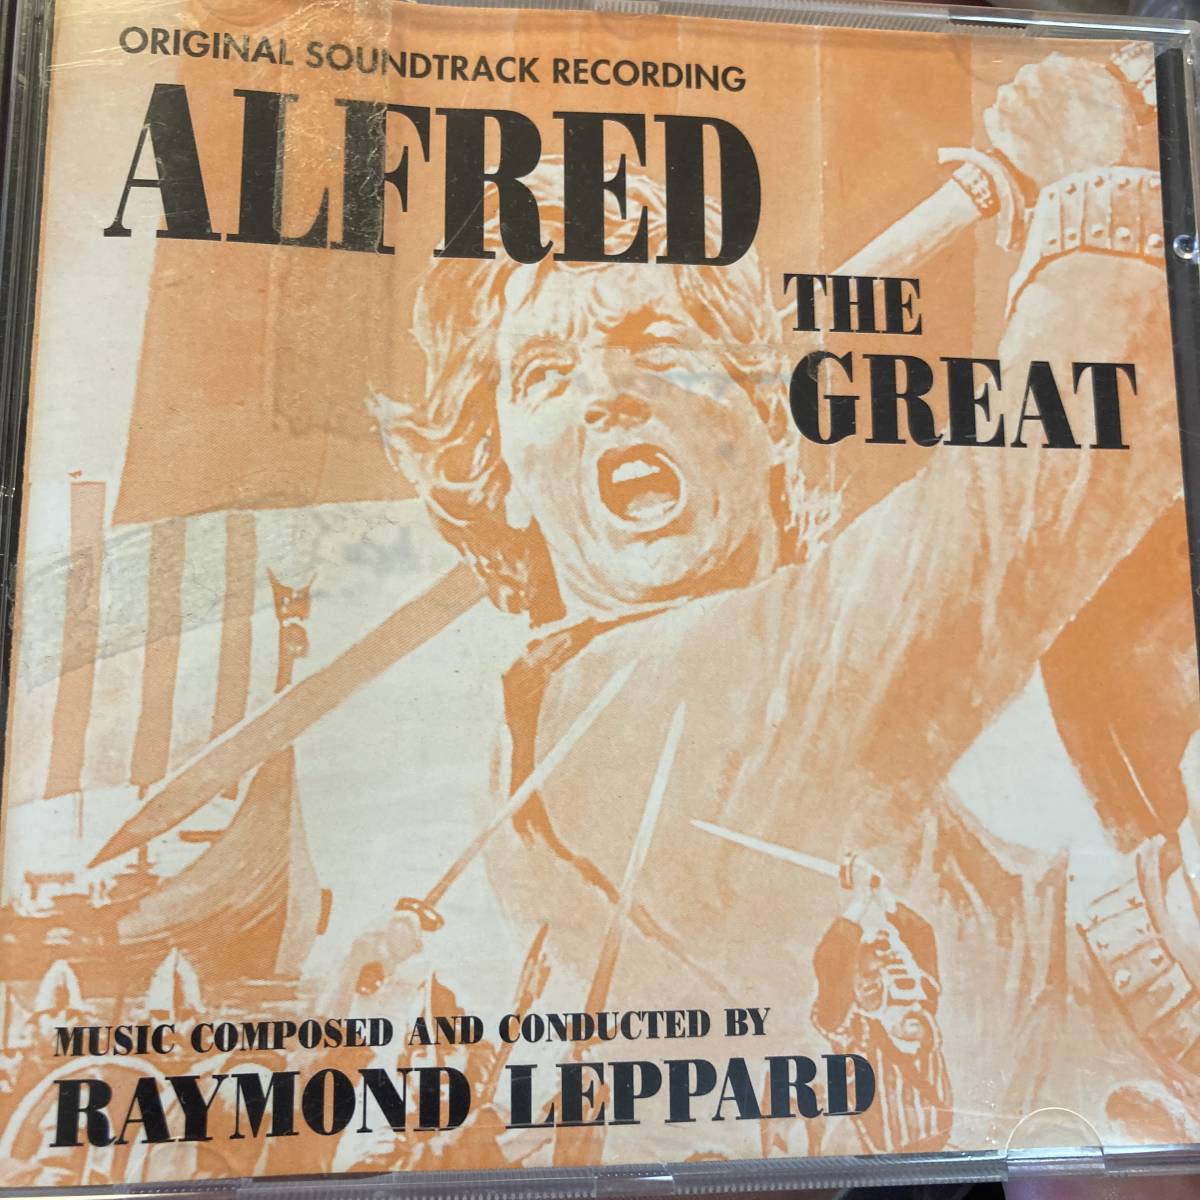 ORIGINAL SOUNDTRACK RECORDING
ALFRED
THE
GREAT
MUSIC COMPOSED AND CONDUCTED BY
RAYMOND LEPPARD